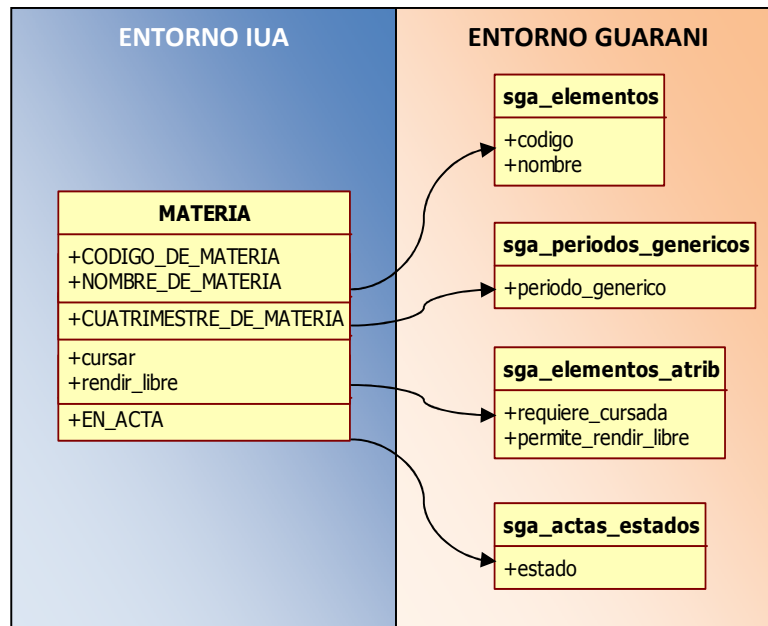 ENTORNO IUA
MATERIA
+CODIGO_DE_MATERIA
+NOMBRE_DE_MATERIA
+CUATRIMESTRE_DE_MATERIA
+cursar
+rendir_libre
+EN_ACTA
ENTORNO GUARANI
sga_elementos
+codigo
+nombre
sga_periodos_genericos
+periodo_generico
sga_elementos_atrib
+requiere_cursada
+permite_rendir_libre
sga_actas_estados
+estado